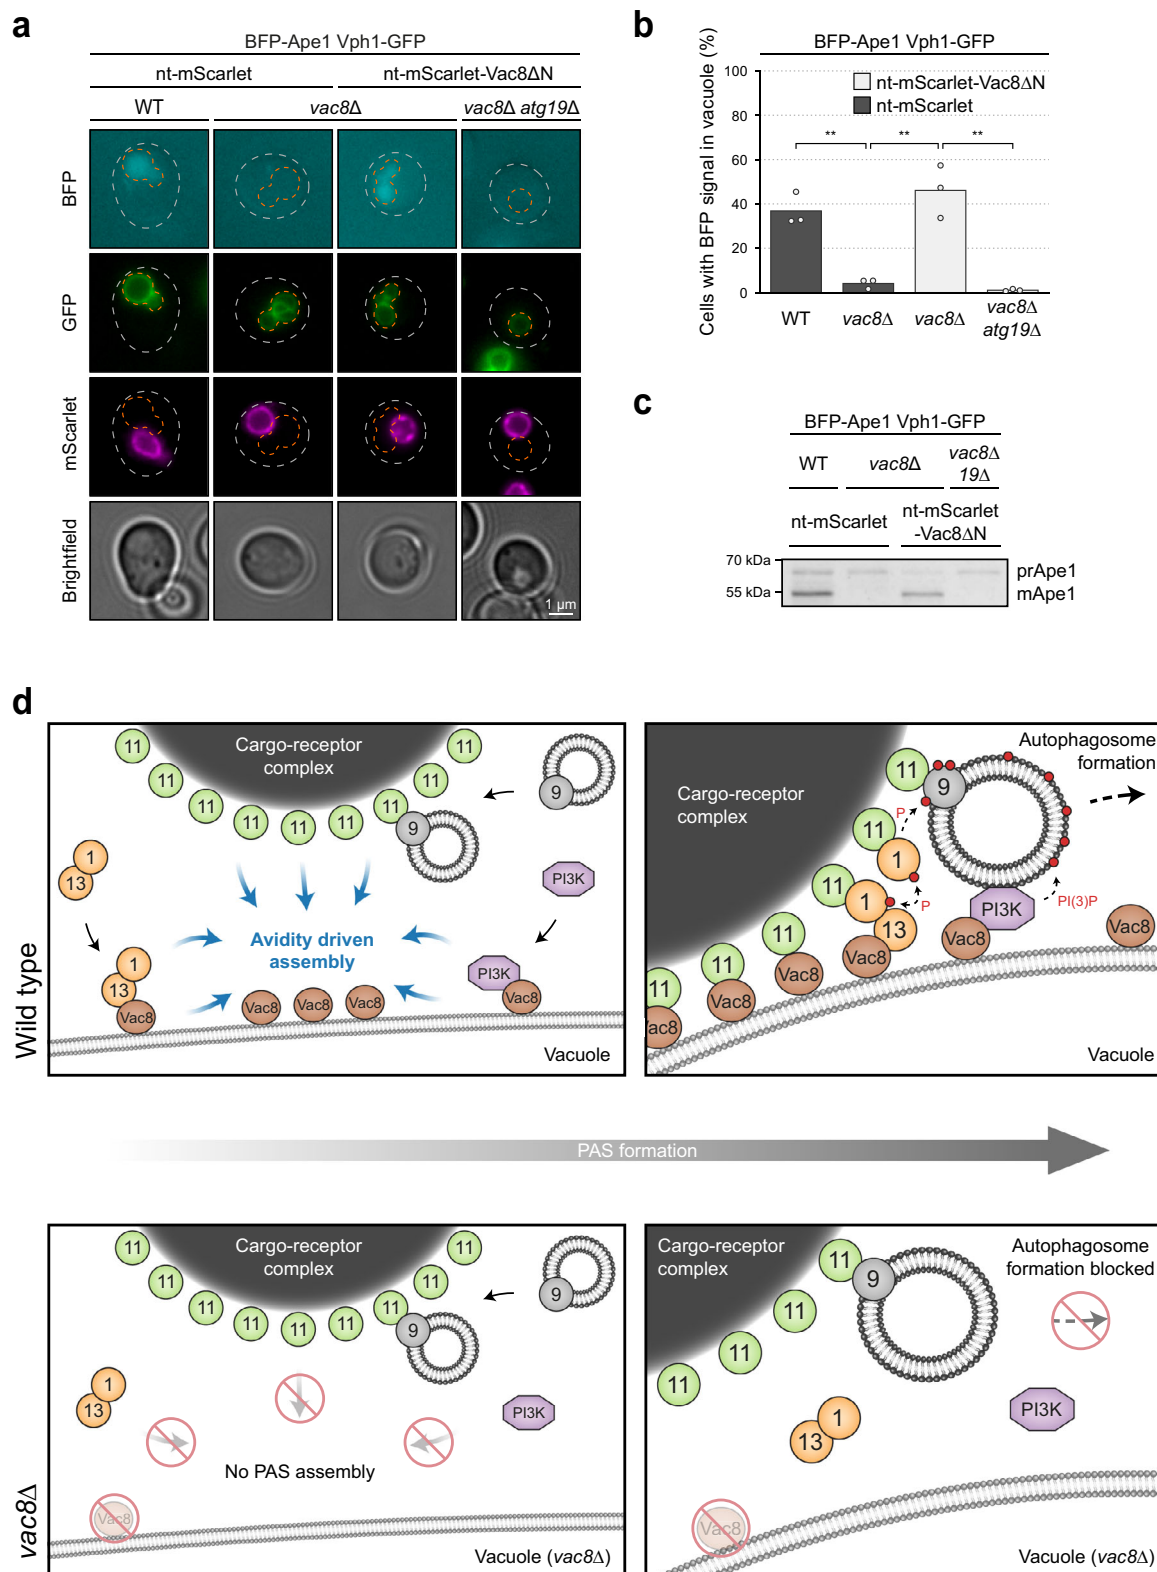 a
BFP-Ape1 Vph1-GFP
nt-mScarlet
nt-mScarlet-Vac8ΔN
WT
vac8Δ
vac8Δ atg19Δ
BFP
GFP
mScarlet
Brightfield
1 µm
b
BFP-Ape1 Vph1-GFP
Cells with BFP signal in vacuole (%)
100
80
60
40
20
0
nt-mScarlet-Vac8ΔN
nt-mScarlet
**
**
**
WT
vac8Δ
vac8Δ
vac8Δ
atg19Δ
c
BFP-Ape1 Vph1-GFP
WT
vac8Δ
vac8Δ
19Δ
nt-mScarlet
nt-mScarlet
-Vac8ΔN
70 kDa
55 kDa
prApe1
mApe1
d
Wild type
Cargo-receptor
complex
11
11
11
11
11
11
11
11
11
9
9
1
13
PI3K
Avidity driven
assembly
1
13
Vac8
Vac8
Vac8
Vac8
PI3K
Vac8
Vacuole
Cargo-receptor
complex
Autophagosome
formation
11
9
P
11
1
11
1
P
13
PI3K
PI(3)P
11
11
11
Vac8
Vac8
Vac8
Vac8
Vac8
Vac8
Vacuole
PAS formation
vac8Δ
Cargo-receptor
complex
11
11
11
11
11
11
11
11
11
9
9
1
13
PI3K
No PAS assembly
Vac8
Vacuole (vac8Δ)
Cargo-receptor
complex
Autophagosome
formation blocked
11
9
11
11
11
1
13
PI3K
Vac8
Vacuole (vac8Δ)